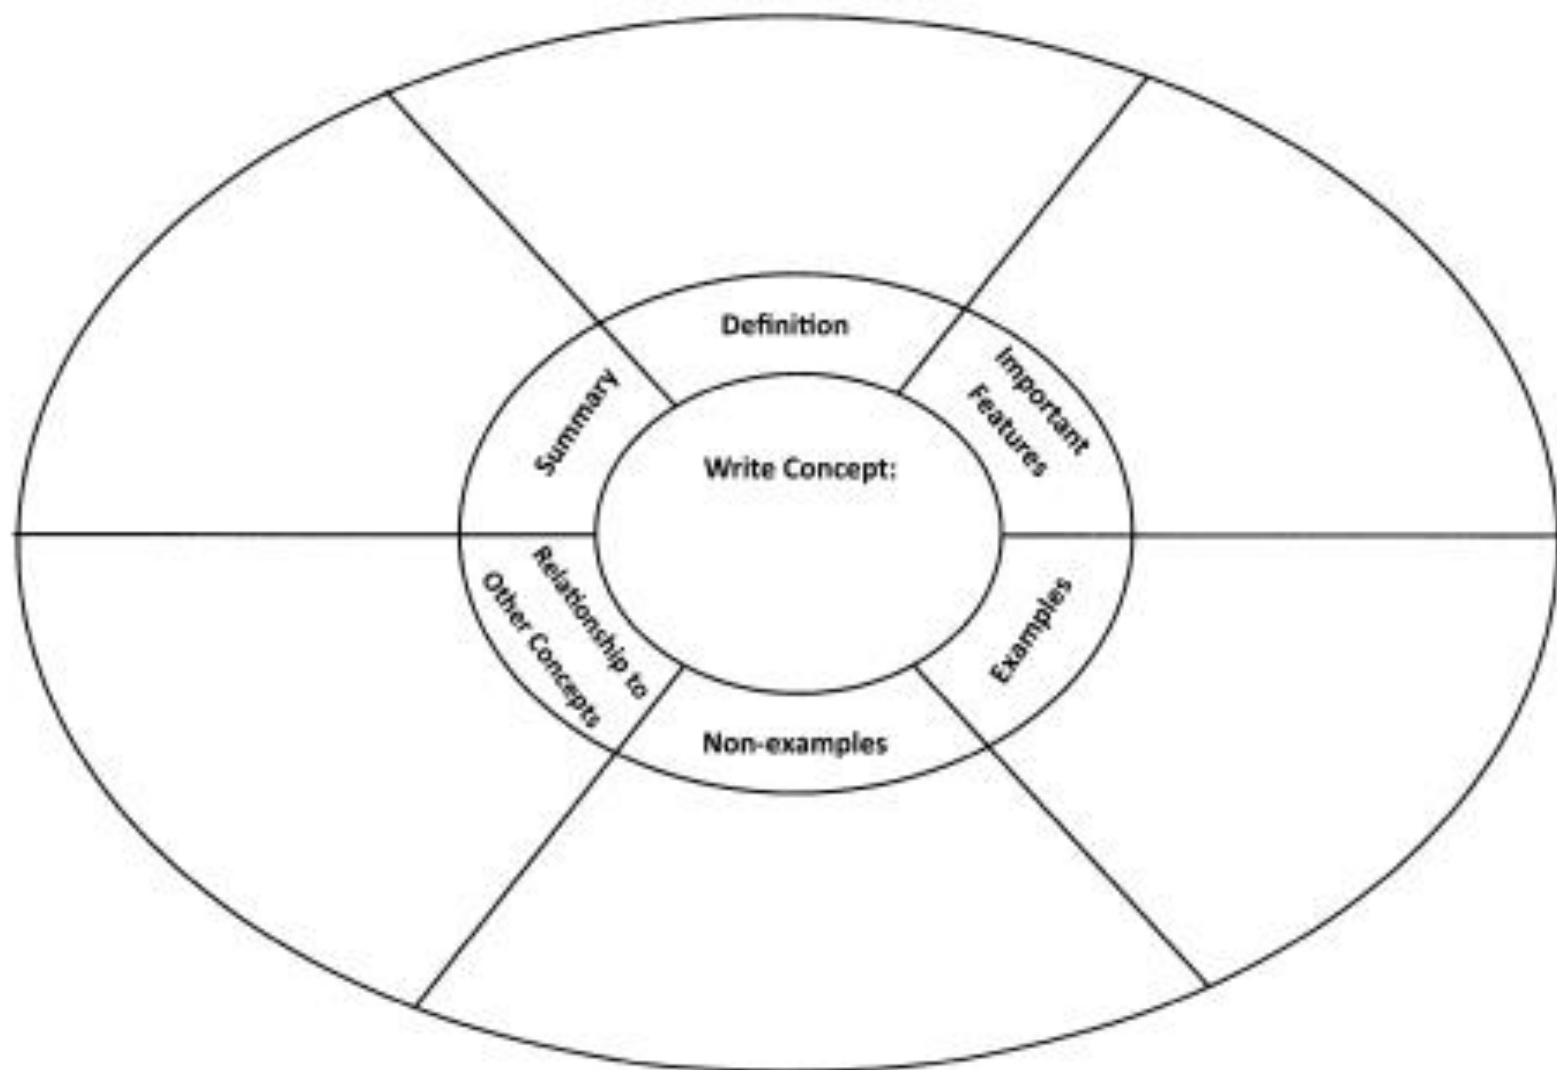 Definition
Important
Features
Summary
Write Concept:
Relationship to
Other Concepts
Examples
Non-examples